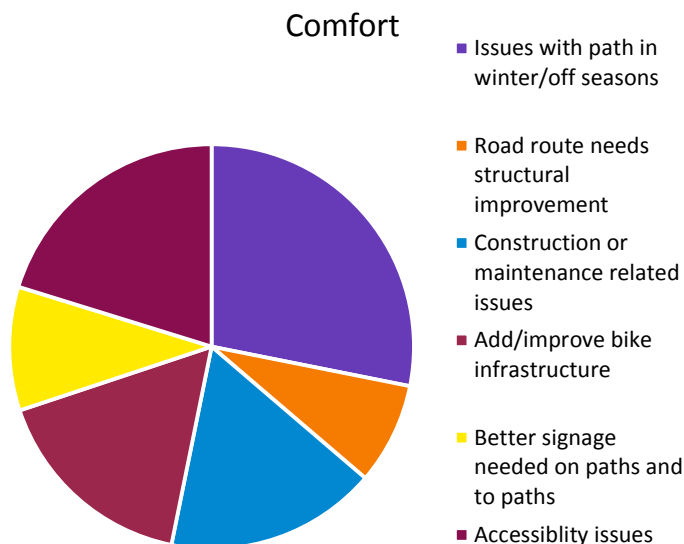 Comfort
Issues with path in
winter/off seasons
Road route needs
structural
improvement
Construction or
maintenance related
issues
Add/improve bike
infrastructure
Better signage
needed on paths and
to paths
Accessiblity issues